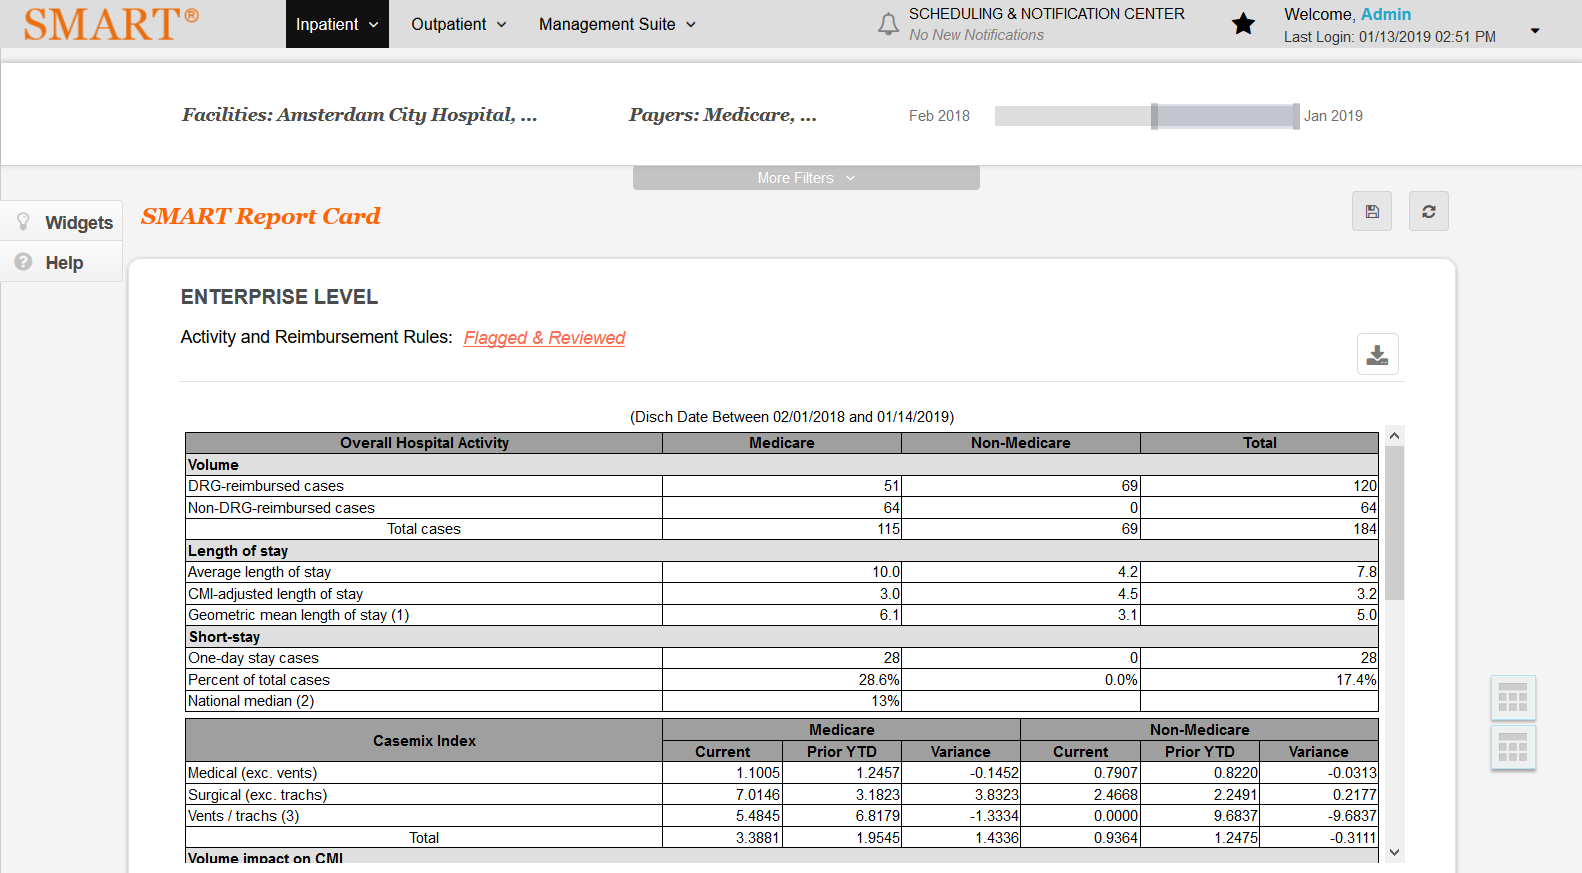 SMART®
Inpatient Outpatient Management Suite
SCHEDULING & NOTIFICATION CENTER
No New Notifications
Welcome, Admin
Last Login: 01/13/2019 02:51 PM
Facilities: Amsterdam City Hospital, ... Payers: Medicare, ... Feb 2018 Jan 2019
More Filters
Widgets
Help
SMART Report Card
ENTERPRISE LEVEL
Activity and Reimbursement Rules: Flagged & Reviewed
(Disch Date Between 02/01/2018 and 01/14/2019)
Overall Hospital Activity Medicare Non-Medicare Total
Volume
DRG-reimbursed cases 51 69 120
Non-DRG-reimbursed cases 64 0 64
Total cases 115 69 184
Length of stay
Average length of stay 10.0 4.2 7.8
CMI-adjusted length of stay 3.0 4.5 3.2
Geometric mean length of stay (1) 6.1 3.1 5.0
Short-stay
One-day stay cases 28 0 28
Percent of total cases 28.6% 0.0% 17.4%
National median (2) 13%
Casemix Index Medicare Non-Medicare
Current Prior YTD Variance Current Prior YTD Variance
Medical (exc. vents) 1.1005 1.2457 -0.1452 0.7907 0.8220 -0.0313
Surgical (exc. trachs) 7.0146 3.1823 3.8323 2.4668 2.2491 0.2177
Vents / trachs (3) 5.4845 6.8179 -1.3334 0.0000 9.6837 -9.6837
Total 3.3881 1.9545 1.4336 0.9364 1.2475 -0.3111
Volume impact on CMI